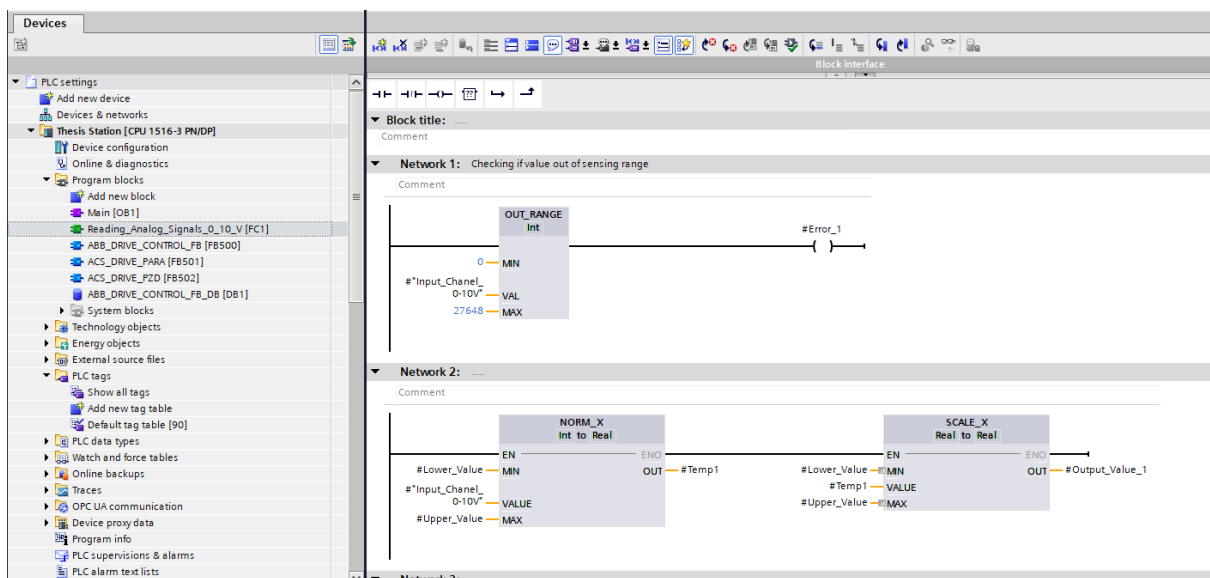 Devices
Block interface
PLC settings
Add new device
Devices & networks
Thesis Station [CPU 1516-3 PN/DP]
Device configuration
Online & diagnostics
Program blocks
Add new block
Main [OB1]
Reading_Analog_Signals_0_10_V [FC1]
ABB_DRIVE_CONTROL_FB [FB500]
ACS_DRIVE_PARA [FB501]
ACS_DRIVE_PZD [FB502]
ABB_DRIVE_CONTROL_FB_DB [DB1]
System blocks
Technology objects
Energy objects
External source files
PLC tags
Show all tags
Add new tag table
Default tag table [90]
PLC data types
Watch and force tables
Online backups
Traces
OPC UA communication
Device proxy data
Program info
PLC supervisions & alarms
PLC alarm text lists
??
Block title: .....
Comment
Network 1: Checking if value out of sensing range
Comment
OUT_RANGE
Int
#Error_1
0 MIN
#"Input_Chanel_
0-10V" VAL
27648 MAX
Network 2: .....
Comment
NORM_X
Int to Real
SCALE_X
Real to Real
EN ENO EN ENO
#Lower_Value MIN OUT #Temp1 #Lower_Value MIN OUT #Output_Value_1
#"Input_Chanel_
0-10V" VALUE #Temp1 VALUE
#Upper_Value MAX #Upper_Value MAX